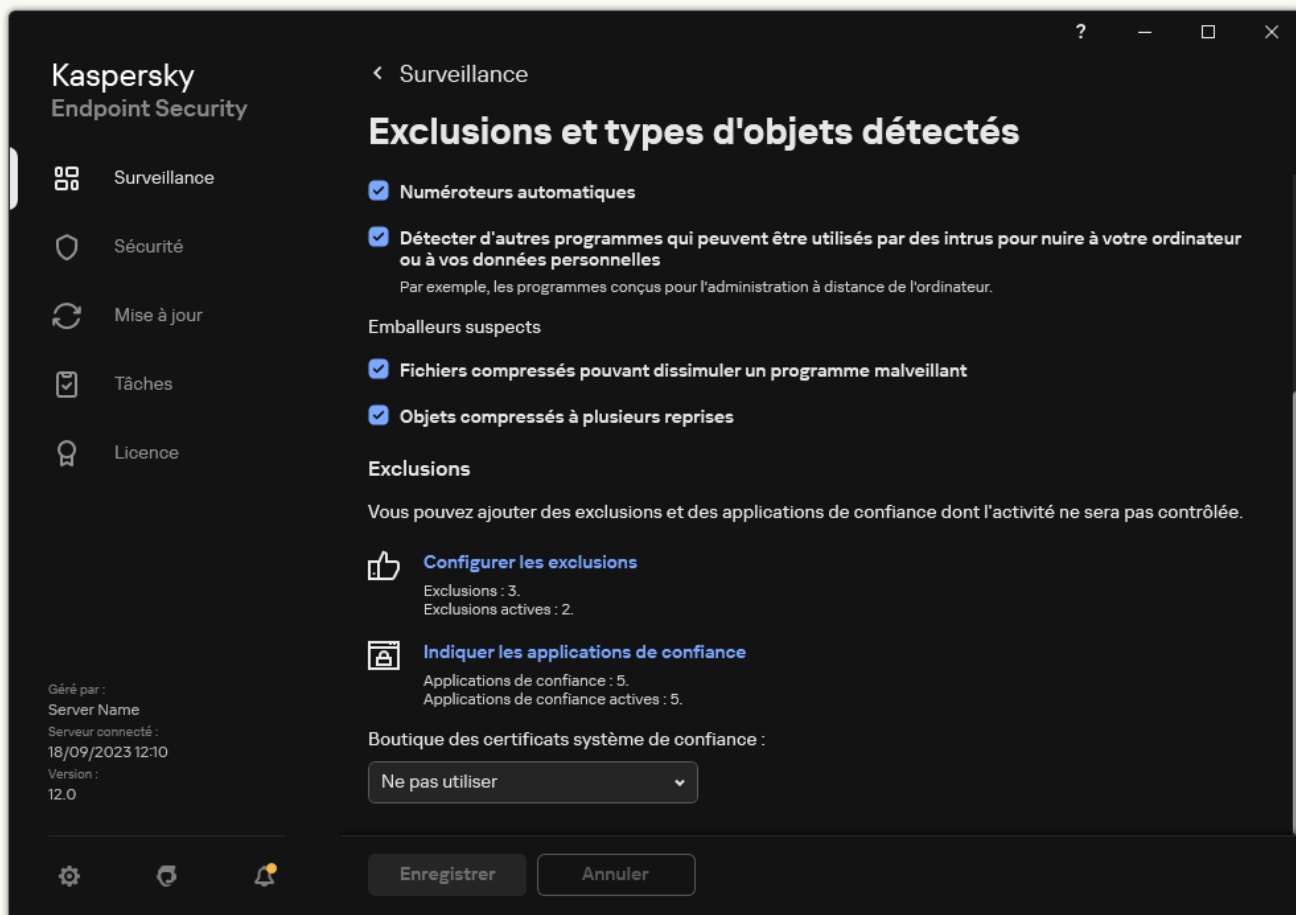 ?
Kaspersky
Endpoint Security
Surveillance
Sécurité
Mise à jour
Tâches
Licence
Géré par :
Server Name
Serveur connecté :
18/09/2023 12:10
Version :
12.0
Surveillance
Exclusions et types d'objets détectés
Numéroteurs automatiques
Détecter d'autres programmes qui peuvent être utilisés par des intrus pour nuire à votre ordinateur
ou à vos données personnelles
Par exemple, les programmes conçus pour l'administration à distance de l'ordinateur.
Emballeurs suspects
Fichiers compressés pouvant dissimuler un programme malveillant
Objets compressés à plusieurs reprises
Exclusions
Vous pouvez ajouter des exclusions et des applications de confiance dont l'activité ne sera pas contrôlée.
Configurer les exclusions
Exclusions : 3.
Exclusions actives : 2.
Indiquer les applications de confiance
Applications de confiance : 5.
Applications de confiance actives : 5.
Boutique des certificats système de confiance :
Ne pas utiliser
Enregistrer
Annuler